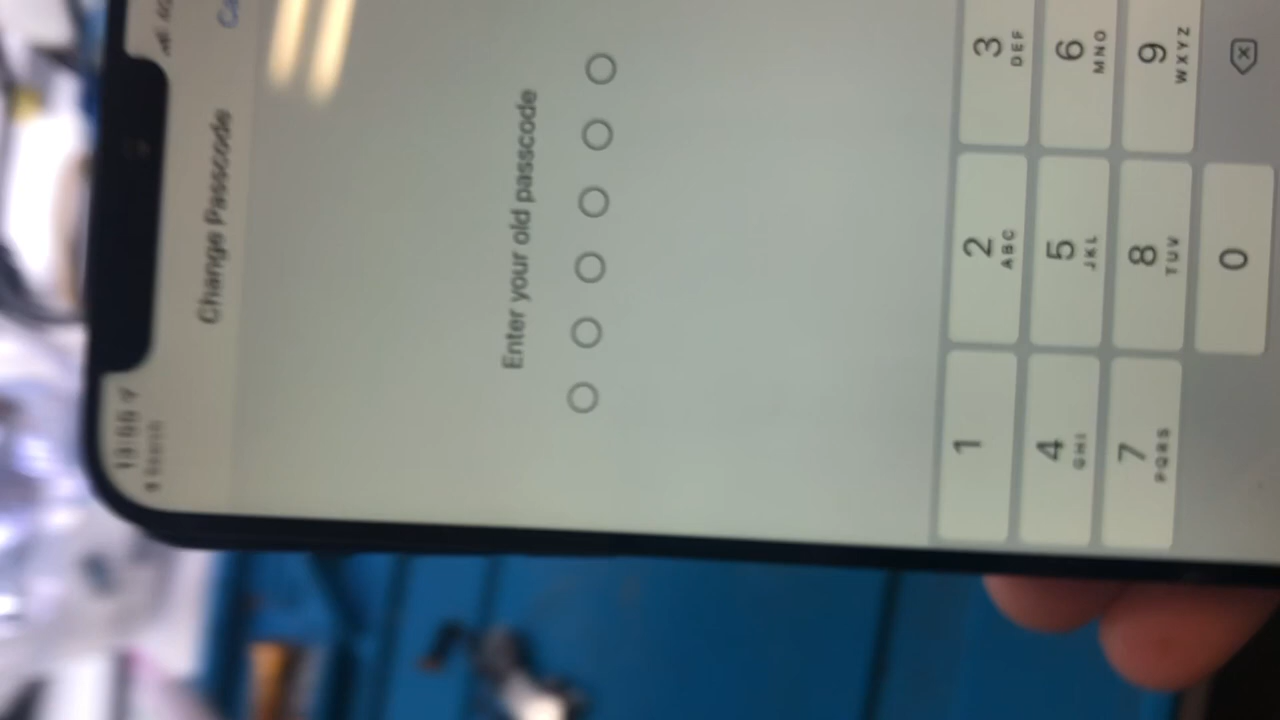 Change Passcode
Enter your old passcode
1
2
ABC
3
DEF
4
GHI
5
JKL
6
MNO
7
PQRS
8
TUV
9
WXYZ
0